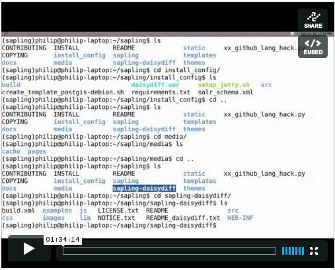 SHARE
</> EMBED
(sapling)philip@philip-laptop:~/sapling$ ls
CONTRIBUTING INSTALL README static xx_github_lang_hack.
COPYING install_config sapling templates
docs media sapling-daisydiff themes
(sapling)philip@philip-laptop:~/sapling$ cd install_config/
(sapling)philip@philip-laptop:~/sapling/install_config$ ls
build daisydiff.war setup_jetty.sh src
create_template_postgis-debian.sh requirements.txt solr_schema.xml
(sapling)philip@philip-laptop:~/sapling/install_config$ cd ..
(sapling)philip@philip-laptop:~/sapling$ ls
CONTRIBUTING INSTALL README static xx_github_lang_hack.py
COPYING install_config sapling templates
docs media sapling-daisydiff themes
(sapling)philip@philip-laptop:~/sapling$ cd media/
(sapling)philip@philip-laptop:~/sapling/media$ ls
cache pages
(sapling)philip@philip-laptop:~/sapling/media$ cd ..
(sapling)philip@philip-laptop:~/sapling$ ls
CONTRIBUTING INSTALL README static xx_github_lang_hack.py
COPYING install_config sapling templates
docs media sapling-daisydiff themes
(sapling)philip@philip-laptop:~/sapling$ cd sapling-daisydiff/
(sapling)philip@philip-laptop:~/sapling/sapling-daisydiff$ ls
build.xml examples js LICENSE.txt README src
css images lib NOTICE.txt README_daisydiff.txt WEB-INF
(sapling)philip@philip-laptop:~/sapling/sapling-daisydiff$
01:34:14